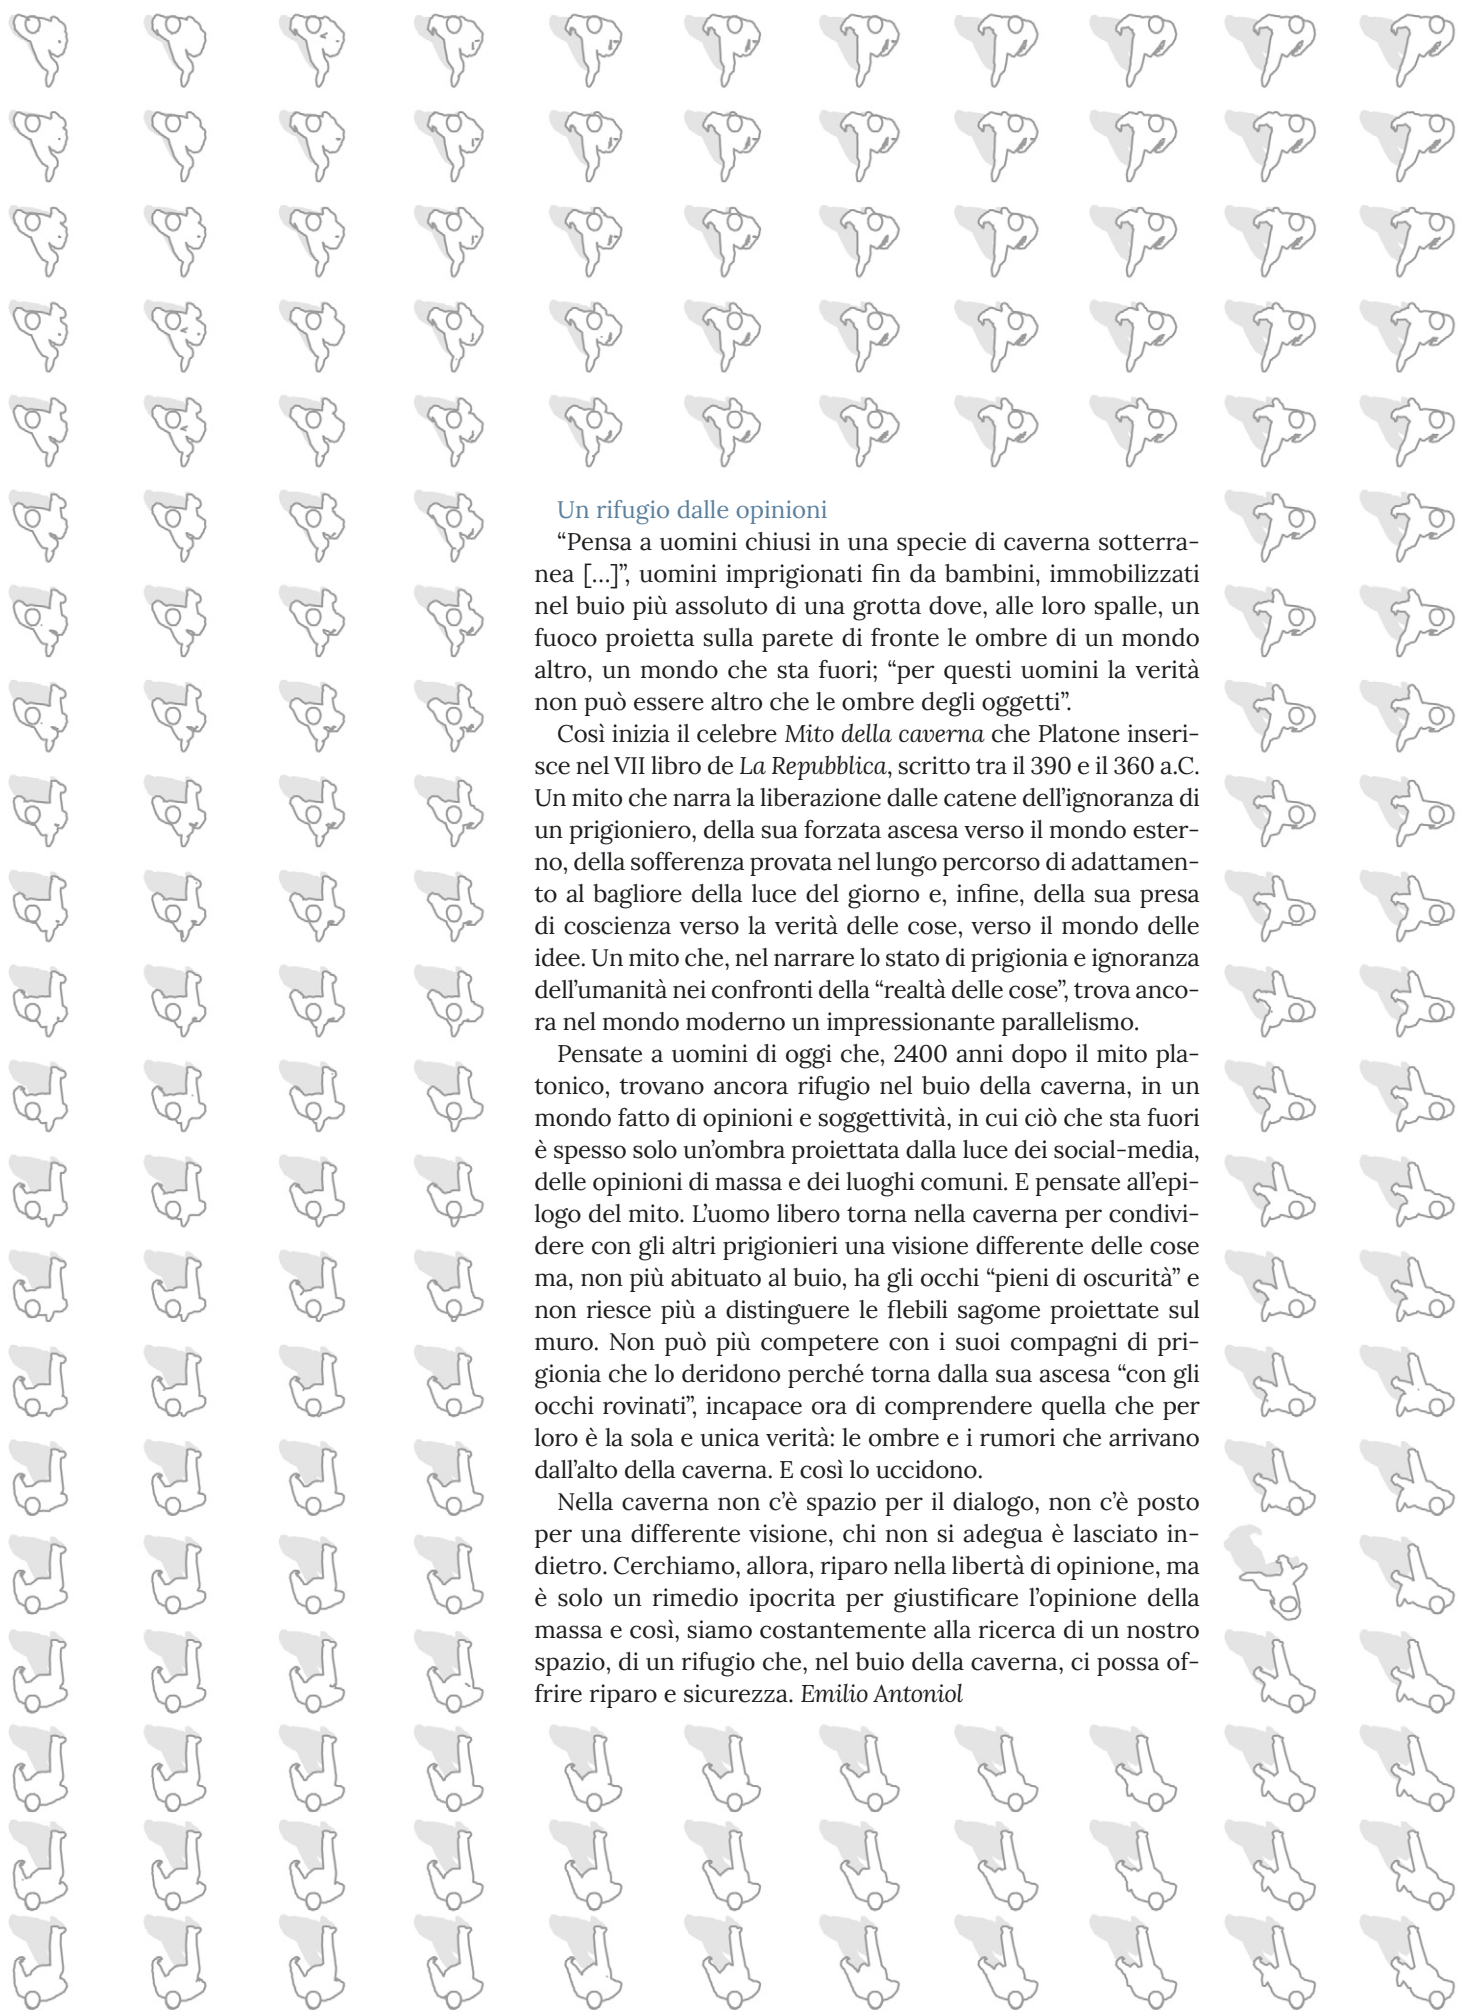 Un rifugio dalle opinioni
“Pensa a uomini chiusi in una specie di caverna sotterra-
nea [...]”, uomini imprigionati fin da bambini, immobilizzati
nel buio più assoluto di una grotta dove, alle loro spalle, un
fuoco proietta sulla parete di fronte le ombre di un mondo
altro, un mondo che sta fuori; “per questi uomini la verità
non può essere altro che le ombre degli oggetti”.
Così inizia il celebre Mito della caverna che Platone inseri-
sce nel VII libro de La Repubblica, scritto tra il 390 e il 360 a.C.
Un mito che narra la liberazione dalle catene dell’ignoranza di
un prigioniero, della sua forzata ascesa verso il mondo ester-
no, della sofferenza provata nel lungo percorso di adattamen-
to al bagliore della luce del giorno e, infine, della sua presa
di coscienza verso la verità delle cose, verso il mondo delle
idee. Un mito che, nel narrare lo stato di prigionia e ignoranza
dell’umanità nei confronti della “realtà delle cose”, trova anco-
ra nel mondo moderno un impressionante parallelismo.
Pensate a uomini di oggi che, 2400 anni dopo il mito pla-
tonico, trovano ancora rifugio nel buio della caverna, in un
mondo fatto di opinioni e soggettività, in cui ciò che sta fuori
è spesso solo un’ombra proiettata dalla luce dei social-media,
delle opinioni di massa e dei luoghi comuni. E pensate all’epi-
logo del mito. L’uomo libero torna nella caverna per condivi-
dere con gli altri prigionieri una visione differente delle cose
ma, non più abituato al buio, ha gli occhi “pieni di oscurità” e
non riesce più a distinguere le flebili sagome proiettate sul
muro. Non può più competere con i suoi compagni di pri-
gionia che lo deridono perché torna dalla sua ascesa “con gli
occhi rovinati”, incapace ora di comprendere quella che per
loro è la sola e unica verità: le ombre e i rumori che arrivano
dall’alto della caverna. E così lo uccidono.
Nella caverna non c’è spazio per il dialogo, non c’è posto
per una differente visione, chi non si adegua è lasciato in-
dietro. Cerchiamo, allora, riparo nella libertà di opinione, ma
è solo un rimedio ipocrita per giustificare l’opinione della
massa e così, siamo costantemente alla ricerca di un nostro
spazio, di un rifugio che, nel buio della caverna, ci possa of-
frire riparo e sicurezza. Emilio Antoniol